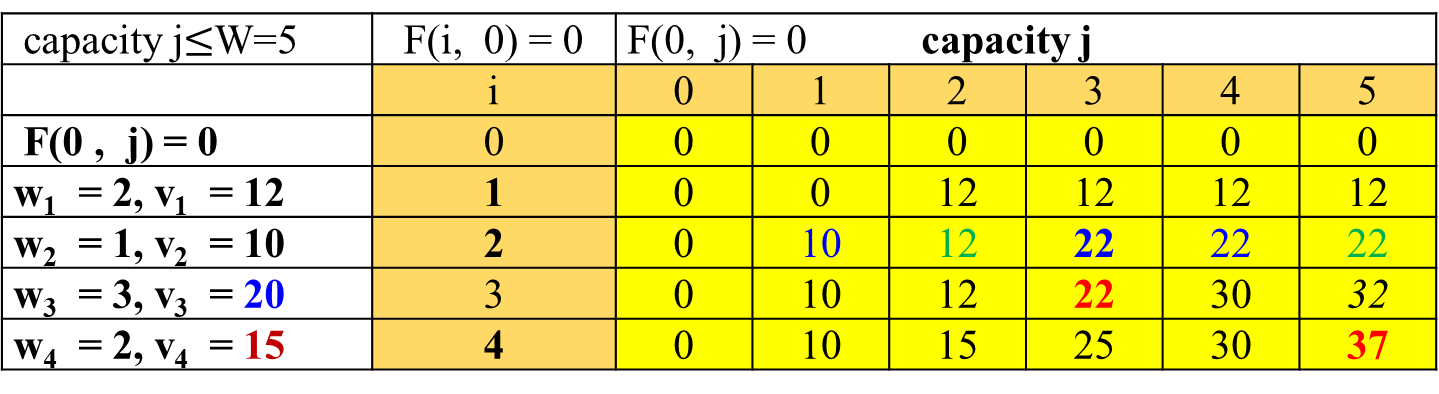 capacity j≤W=5 F(i, 0) = 0 F(0, j) = 0 capacity j
i 0 1 2 3 4 5
F(0 , j) = 0 0 0 0 0 0 0 0
w₁ = 2, v₁ = 12 1 0 0 12 12 12 12
w₂ = 1, v₂ = 10 2 0 10 12 22 22 22
w₃ = 3, v₃ = 20 3 0 10 12 22 30 32
w₄ = 2, v₄ = 15 4 0 10 15 25 30 37